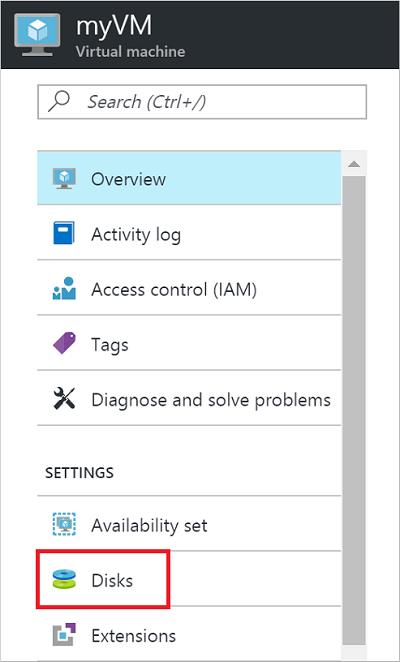 myVM
Virtual machine
Search (Ctrl+/)
Overview
Activity log
Access control (IAM)
Tags
Diagnose and solve problems
SETTINGS
Availability set
Disks
Extensions